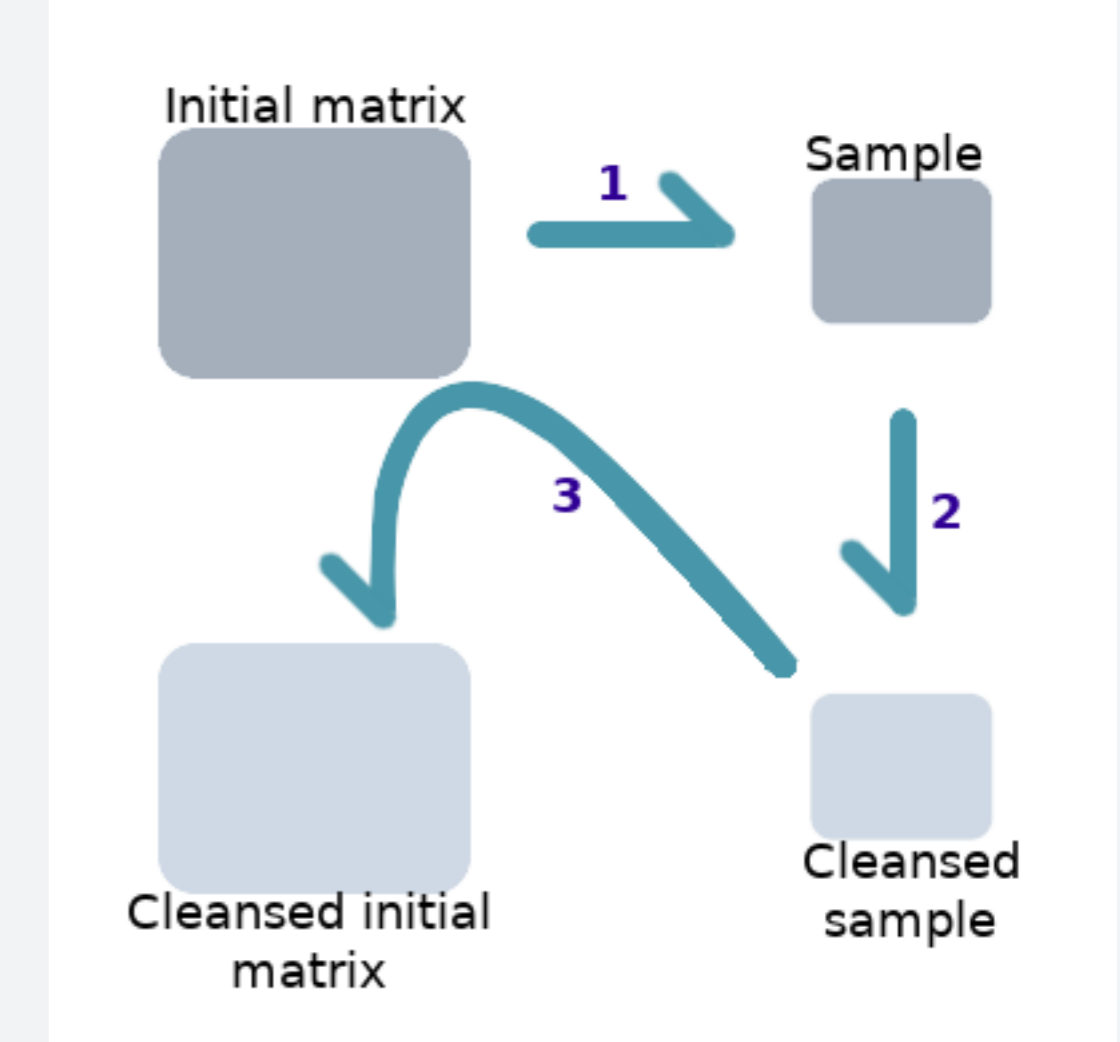 Initial matrix
Sample
1
2
3
Cleansed initial
matrix
Cleansed
sample